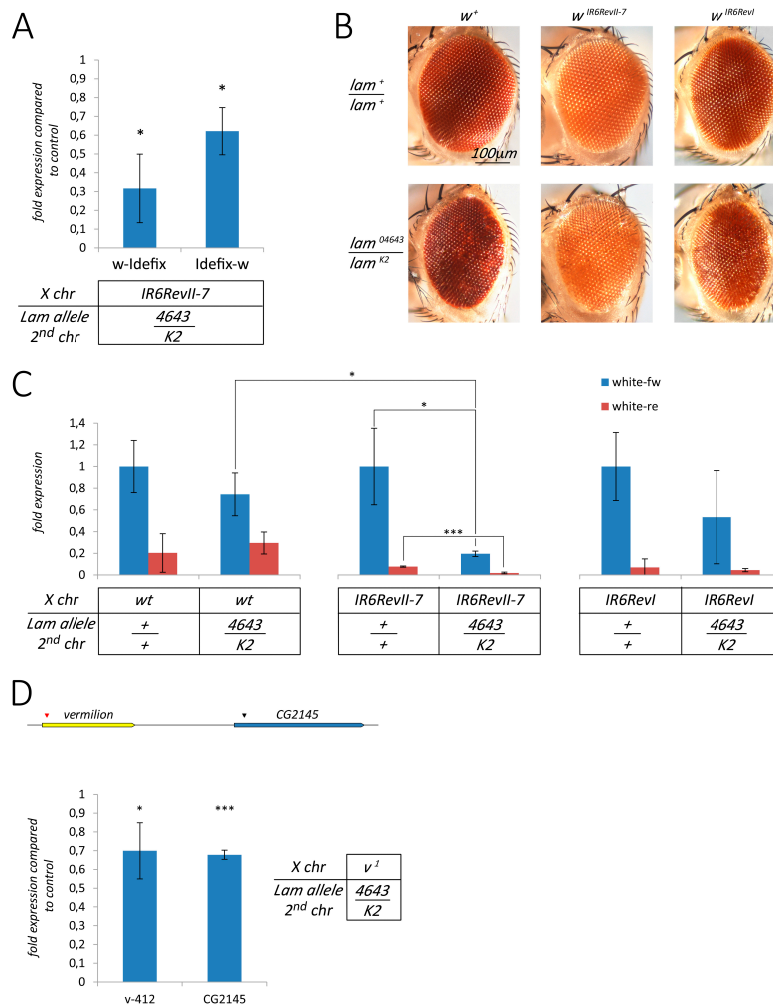 A
fold expression compared
to control
1
0,9
0,8
0,7
0,6
0,5
0,4
0,3
0,2
0,1
0
*
*
w-Idefix
Idefix-w
X chr
IR6RevII-7
Lam allele
2nd chr
4643
K2
B
w+
w IR6RevII-7
w IR6RevI
lam +
lam +
100µm
lam 04643
lam K2
C
white-fw
white-re
fold expression
1,4
1,2
1
0,8
0,6
0,4
0,2
0
*
*
***
X chr
wt
wt
IR6RevII-7
IR6RevII-7
IR6RevI
IR6RevI
Lam allele
2nd chr
+
+
4643
K2
+
+
4643
K2
+
+
4643
K2
D
vermilion
CG2145
fold expression compared
to control
1
0,9
0,8
0,7
0,6
0,5
0,4
0,3
0,2
0,1
0
*
***
v-412
CG2145
X chr
v 1
Lam allele
2nd chr
4643
K2